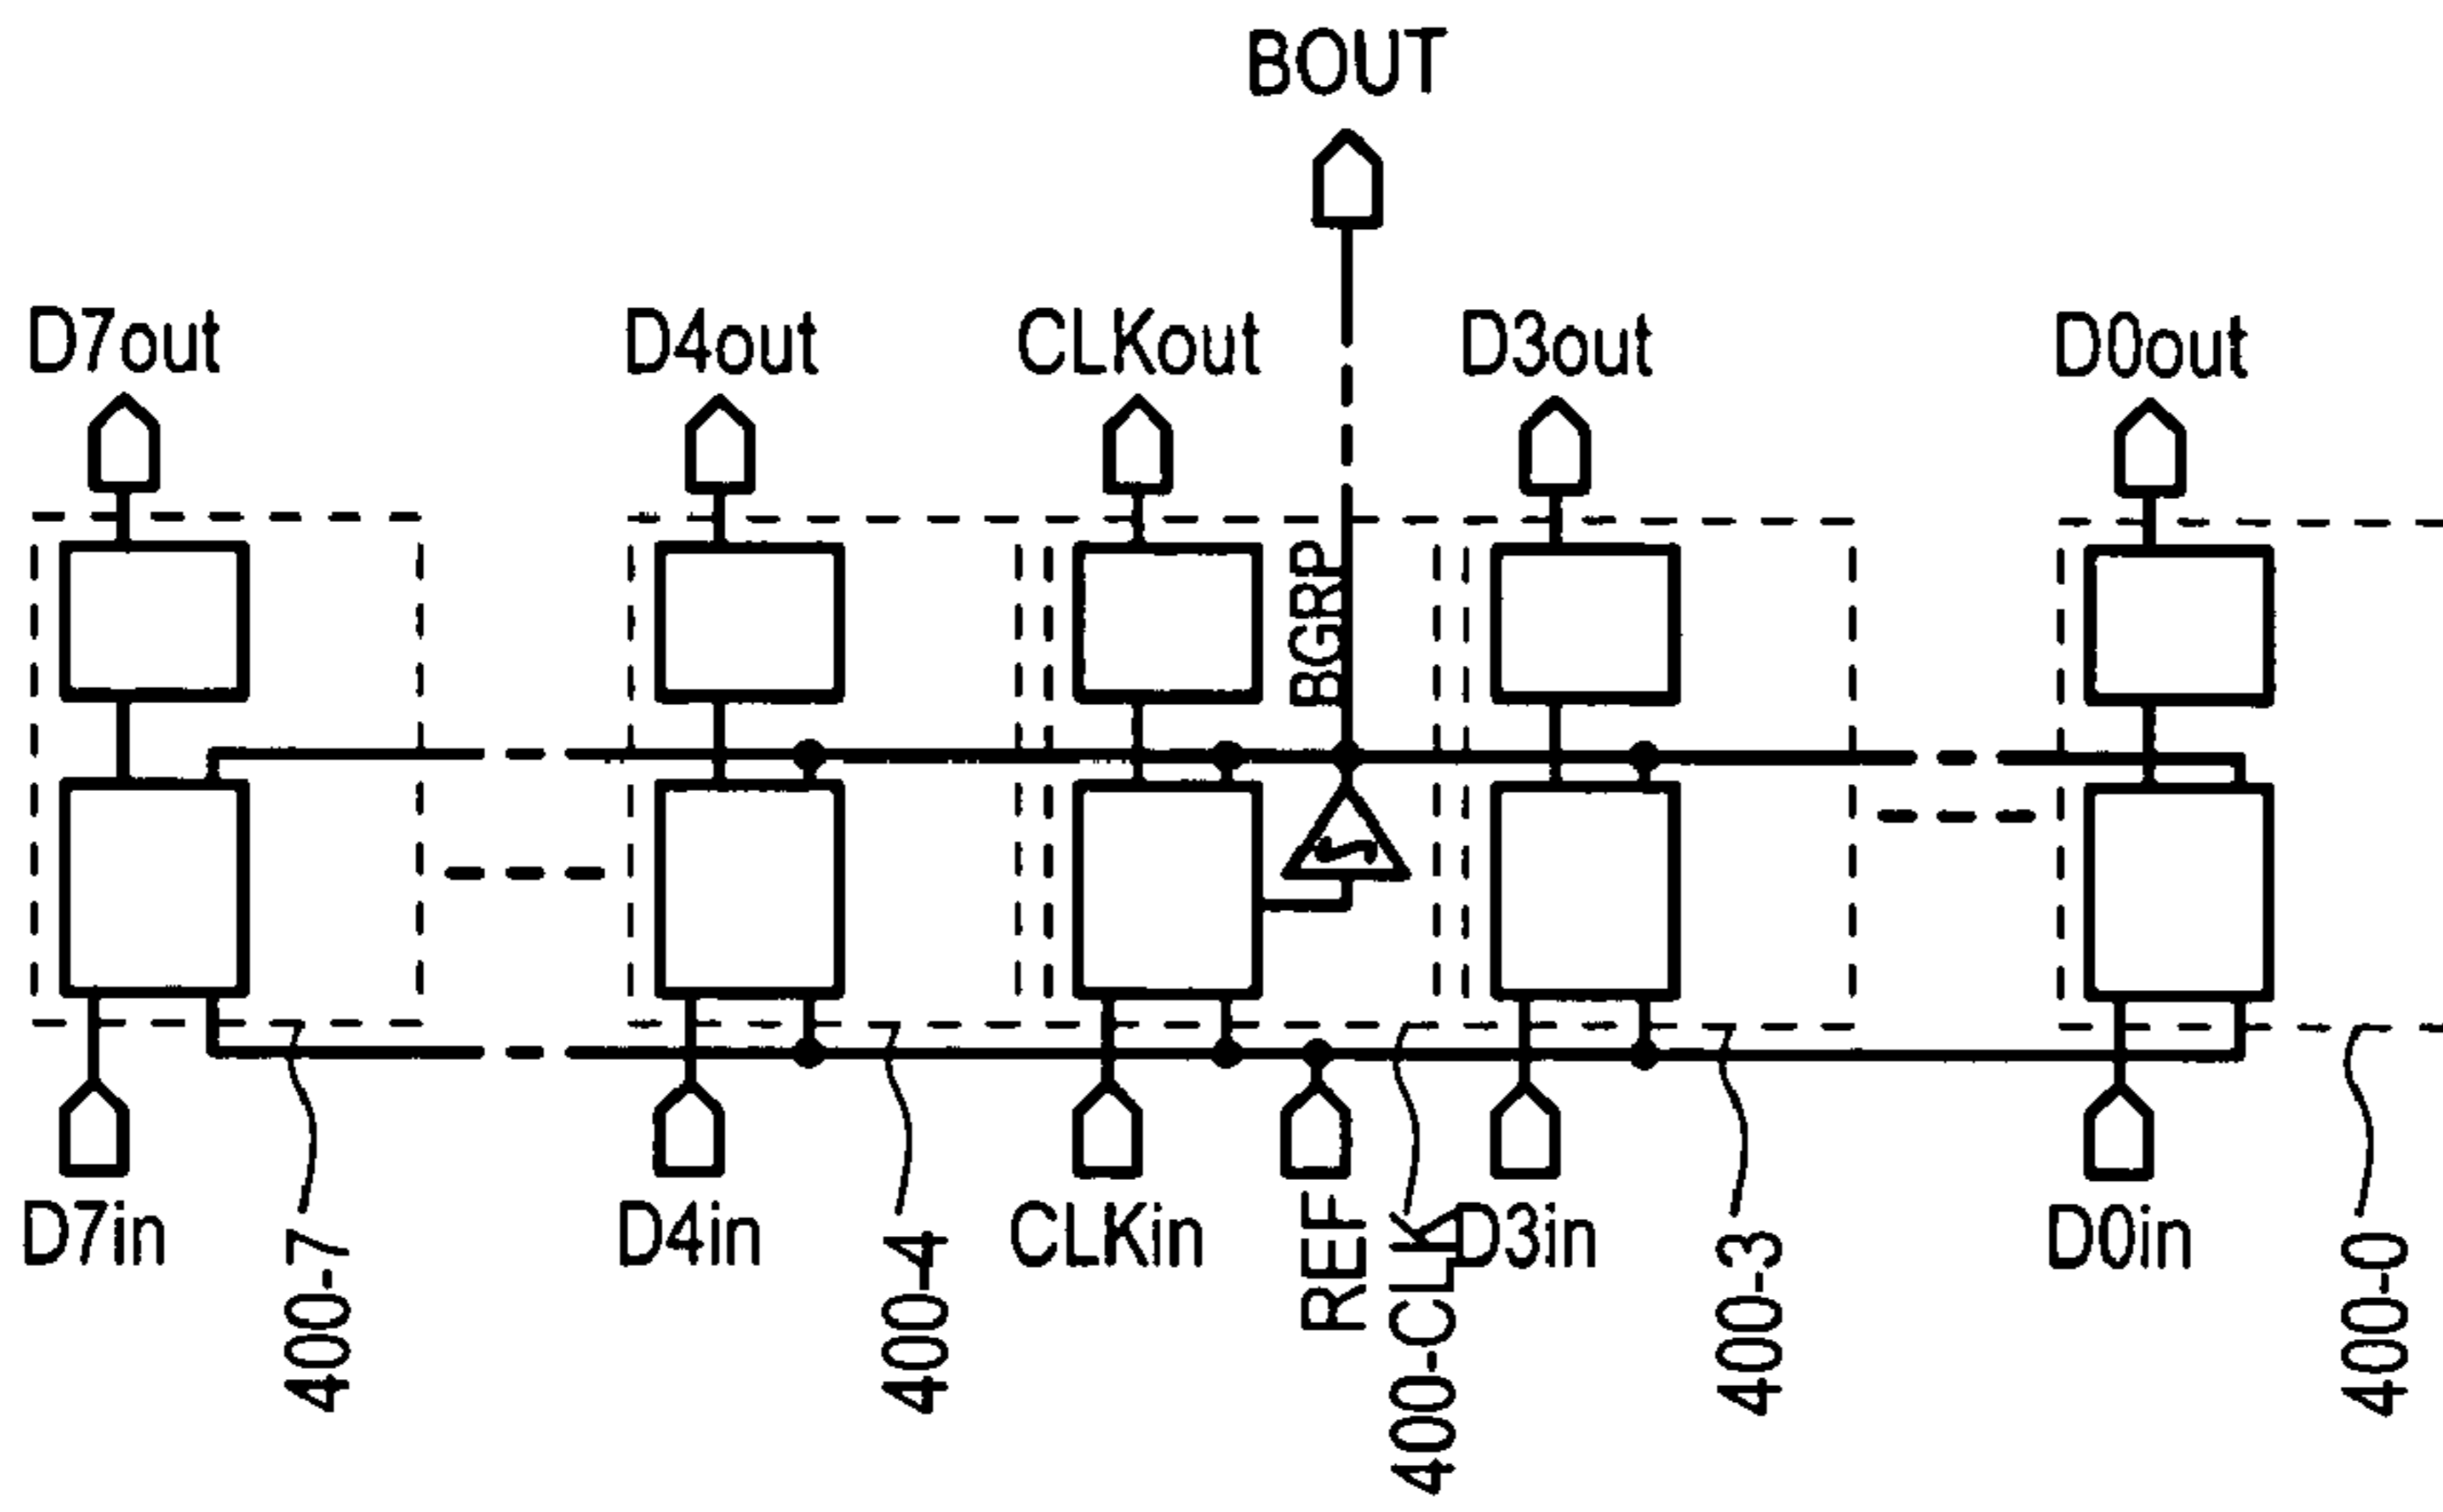 BOUT
D7out
D4out
CLKout
D3out
D0out
BGRP
D7in
D4in
CLKin
REF
D3in
D0in
400-7
400-4
400-CLK
400-3
400-0